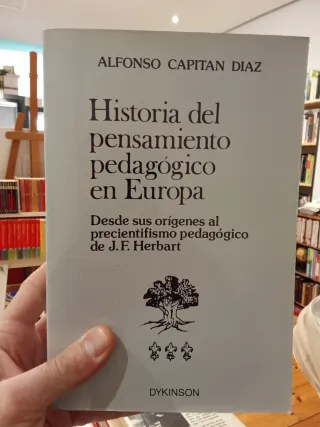 ALFONSO CAPITAN DIAZ
Historia del
pensamiento
pedagógico
en Europa
Desde sus orígenes al
precientifismo pedagógico
de J. F. Herbart
DYKINSON